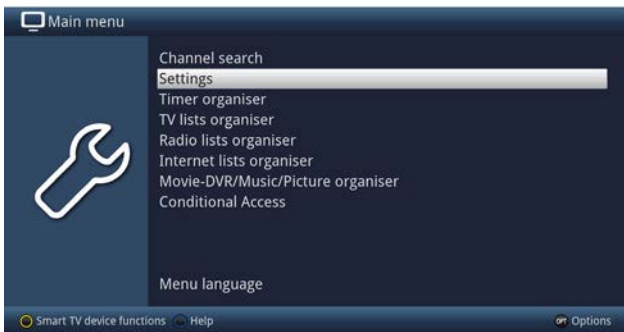 Main menu
Channel search
Settings
Timer organiser
TV lists organiser
Radio lists organiser
Internet lists organiser
Movie-DVR/Music/Picture organiser
Conditional Access
Menu language
Smart TV device functions Help OPT Options